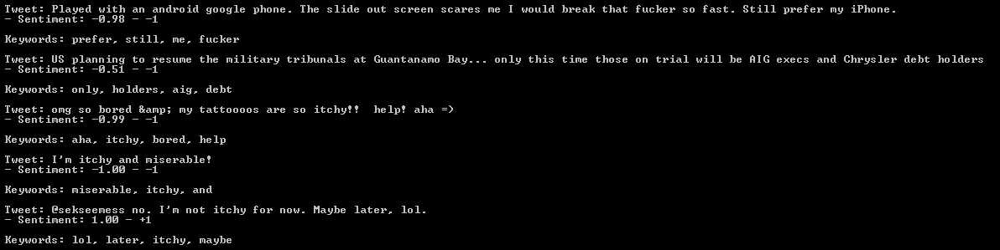 Tweet: Played with an android google phone. The slide out screen scares me I would break that fucker so fast. Still prefer my iPhone.
- Sentiment: -0.98 - -1
Keywords: prefer, still, me, fucker
Tweet: US planning to resume the military tribunals at Guantanamo Bay... only this time those on trial will be AIG execs and Chrysler debt holders
- Sentiment: -0.51 - -1
Keywords: only, holders, aig, debt
Tweet: omg so bored &amp; my tattoooos are so itchy!!  help! aha =)
- Sentiment: -0.99 - -1
Keywords: aha, itchy, bored, help
Tweet: I'm itchy and miserable!
- Sentiment: -1.00 - -1
Keywords: miserable, itchy, and
Tweet: @sekseemess no. I'm not itchy for now. Maybe later, lol.
- Sentiment: 1.00 - +1
Keywords: lol, later, itchy, maybe